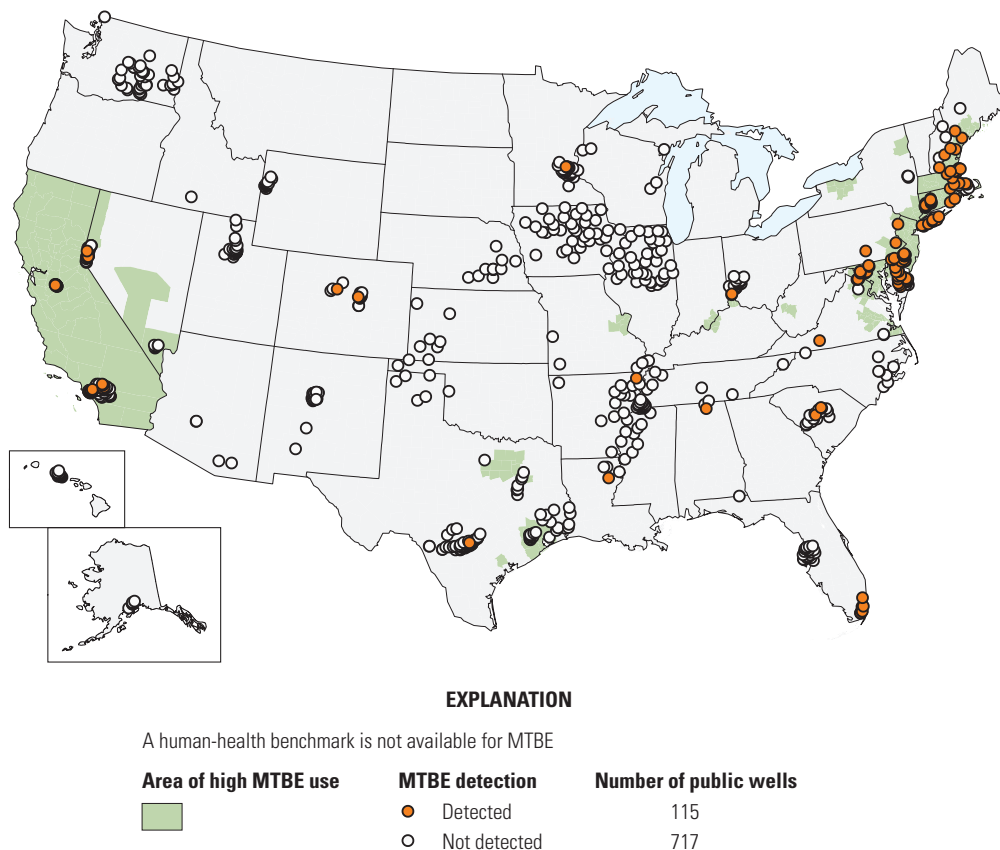 EXPLANATION
A human-health benchmark is not available for MTBE
Area of high MTBE use MTBE detection Number of public wells
Detected 115
Not detected 717